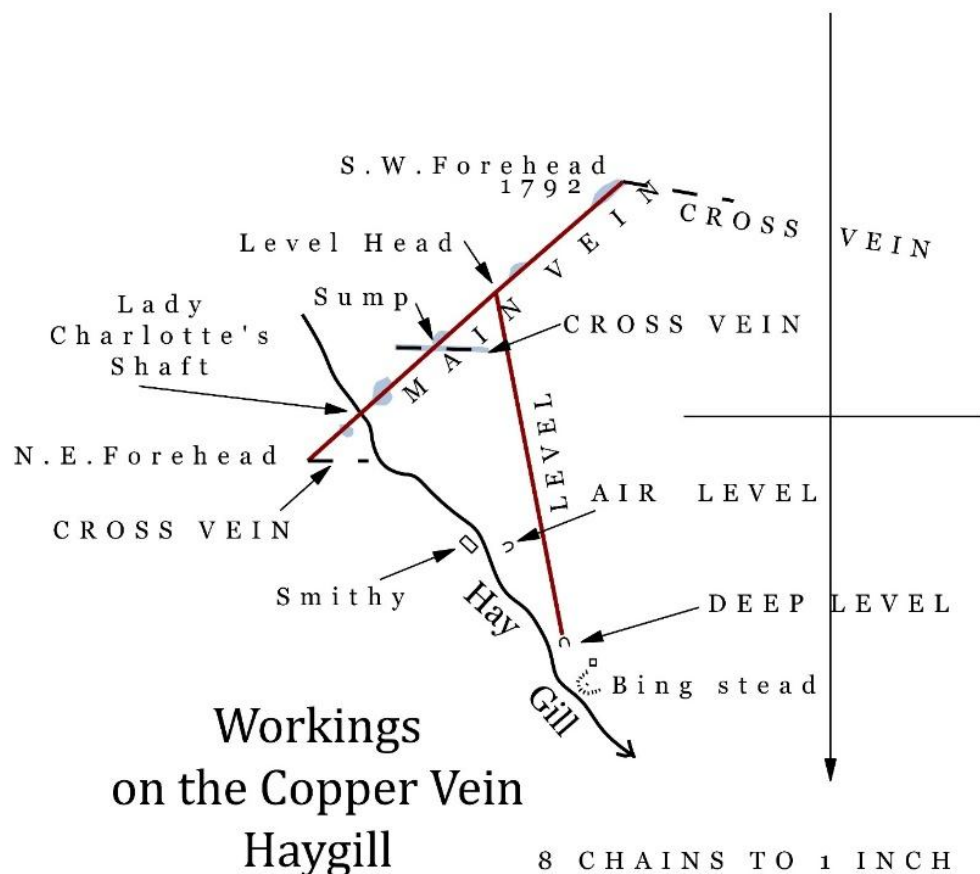 S.W.Forehead
1792
CROSS VEIN
Level Head
MAIN VEIN
Sump
Lady
Charlotte's
Shaft
CROSS VEIN
N.E.Forehead
LEVEL
CROSS VEIN
AIR LEVEL
Smithy
Hay
DEEP LEVEL
Bing stead
Gill
Workings
on the Copper Vein
Haygill
8 CHAINS TO 1 INCH